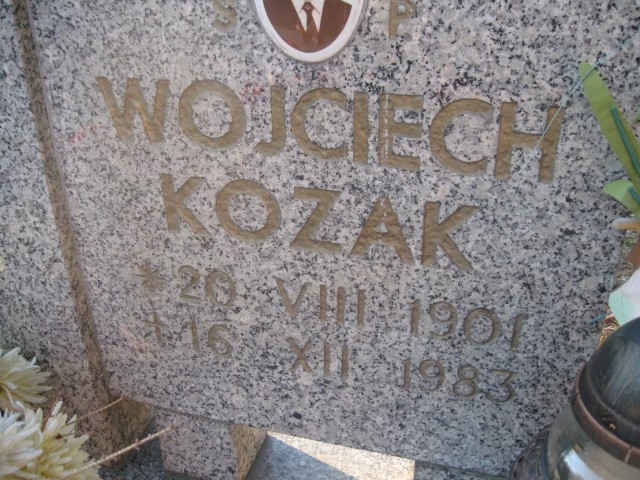 S P
WOJCIECH
KOZAK
* 20 VIII 1901
† 16 XII 1983